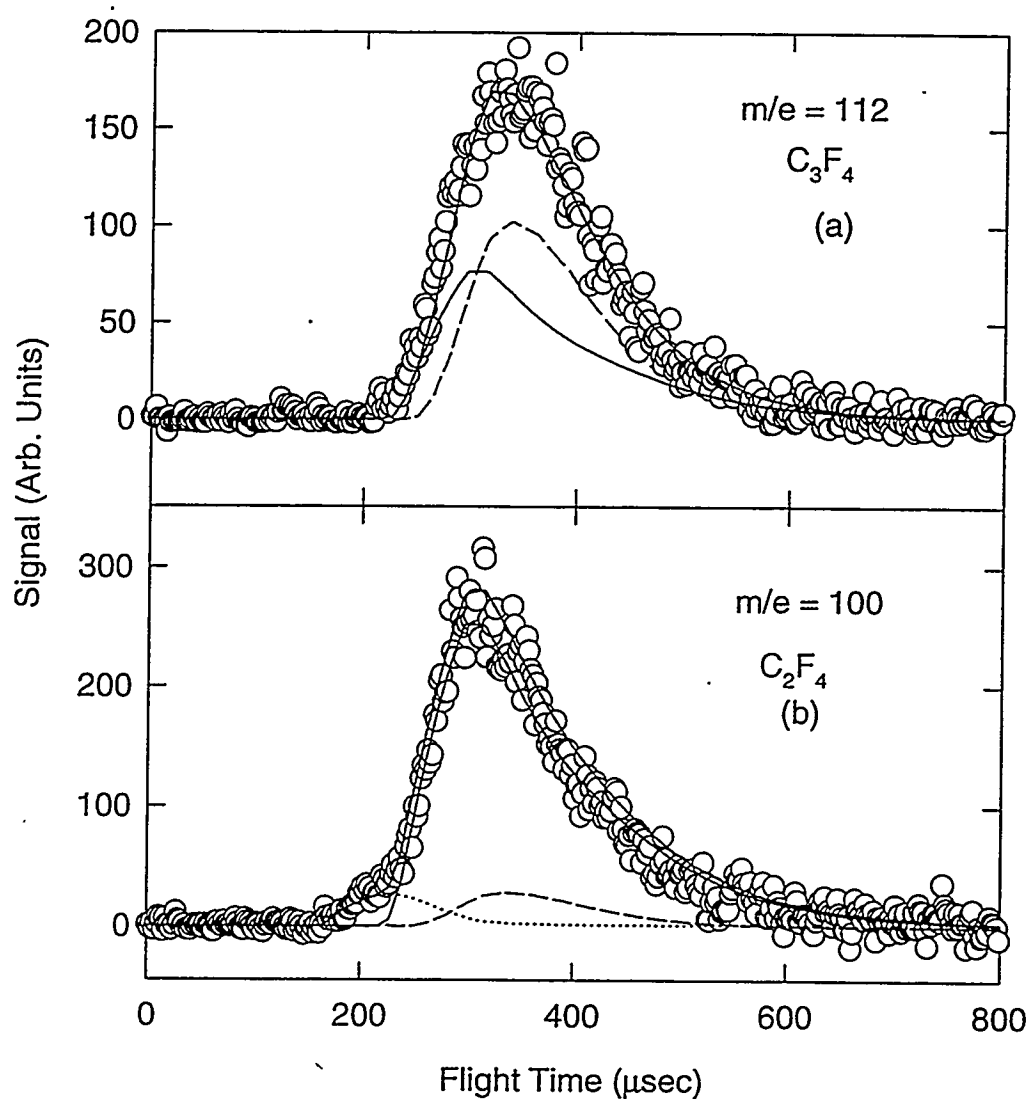 Signal (Arb. Units)
200
150
100
50
0
m/e = 112
C₃F₄
(a)
300
200
100
0
m/e = 100
C₂F₄
(b)
0
200
400
600
800
Flight Time (μsec)